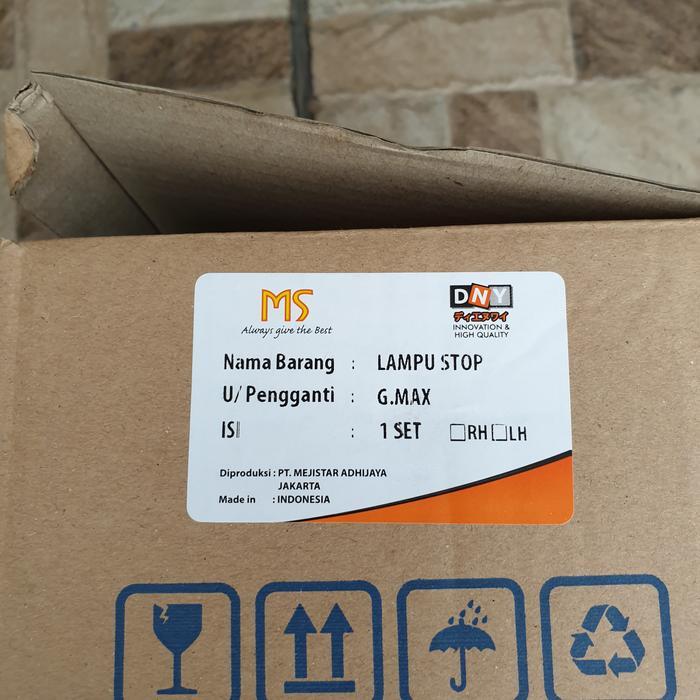 MS
Always give the Best
DNY
ディエヌワイ
INNOVATION &
HIGH QUALITY
Nama Barang : LAMPU STOP
U/ Pengganti : G.MAX
ISI : 1 SET □RH □LH
Diproduksi : PT. MEJISTAR ADHIJAYA
JAKARTA
Made in : INDONESIA